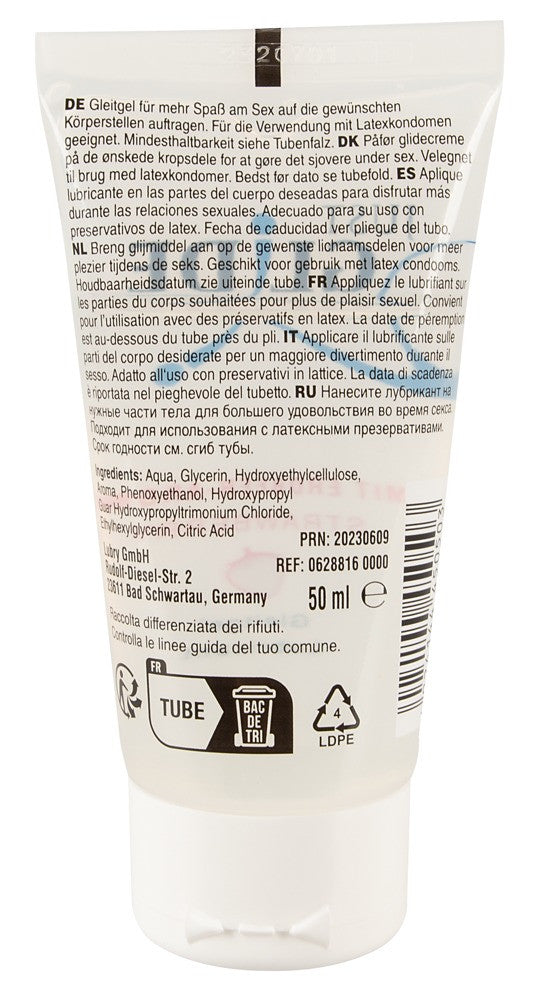 DE Gleitgel für mehr Spaß am Sex auf die gewünschten
Körperstellen auftragen. Für die Verwendung mit Latexkondomen
geeignet. Mindesthaltbarkeit siehe Tubenfalz. DK Påfør glidecreme
på de ønskede kropsdele for at gøre det sjovere under sex. Velegnet
til brug med latexkondomer. Bedst før dato se tubefold. ES Aplique
lubricante en las partes del cuerpo deseadas para disfrutar más
durante las relaciones sexuales. Adecuado para su uso con
preservativos de latex. Fecha de caducidad ver pliegue del tubo.
NL Breng glijmiddel aan op de gewenste lichaamsdelen voor meer
plezier tijdens de seks. Geschikt voor gebruik met latex condooms.
Houdbaarheidsdatum zie uiteinde tube. FR Appliquez le lubrifiant sur
les parties du corps souhaitées pour plus de plaisir sexuel. Convient
pour l'utilisation avec des préservatifs en latex. La date de péremption
est au-dessous du tube près du pli. IT Applicare il lubrificante sulle
parti del corpo desiderate per un maggiore divertimento durante il
sesso. Adatto all'uso con preservativi in lattice. La data di scadenza
è riportata nel pieghevole del tubetto. RU Нанесите лубрикант на
нужные части тела для большего удовольствия во время секса.
Подходит для использования с латексными презервативами.
Срок годности см. сгиб тубы.
Ingredients: Aqua, Glycerin, Hydroxyethylcellulose,
Aroma, Phenoxyethanol, Hydroxypropyl
Guar Hydroxypropyltrimonium Chloride,
Ethylhexylglycerin, Citric Acid
PRN: 20230609
Lubry GmbH
REF: 0628816 0000
Rudolf-Diesel-Str. 2
23611 Bad Schwartau, Germany
50 ml ℮
Raccolta differenziata dei rifiuti.
Controlla le linee guida del tuo comune.
FR
TUBE
BAC
DE
TRI
4
LDPE